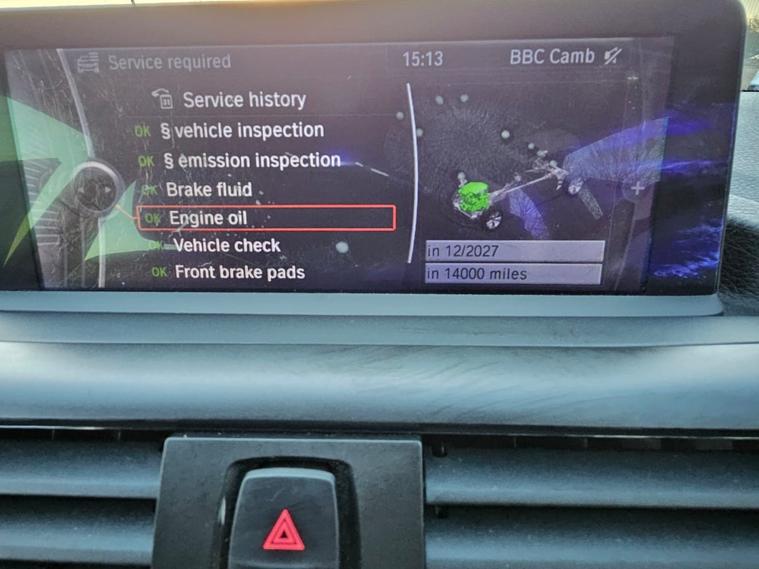 Service required
15:13
BBC Camb
Service history
OK § vehicle inspection
OK § emission inspection
OK Brake fluid
OK Engine oil
OK Vehicle check
OK Front brake pads
in 12/2027
in 14000 miles